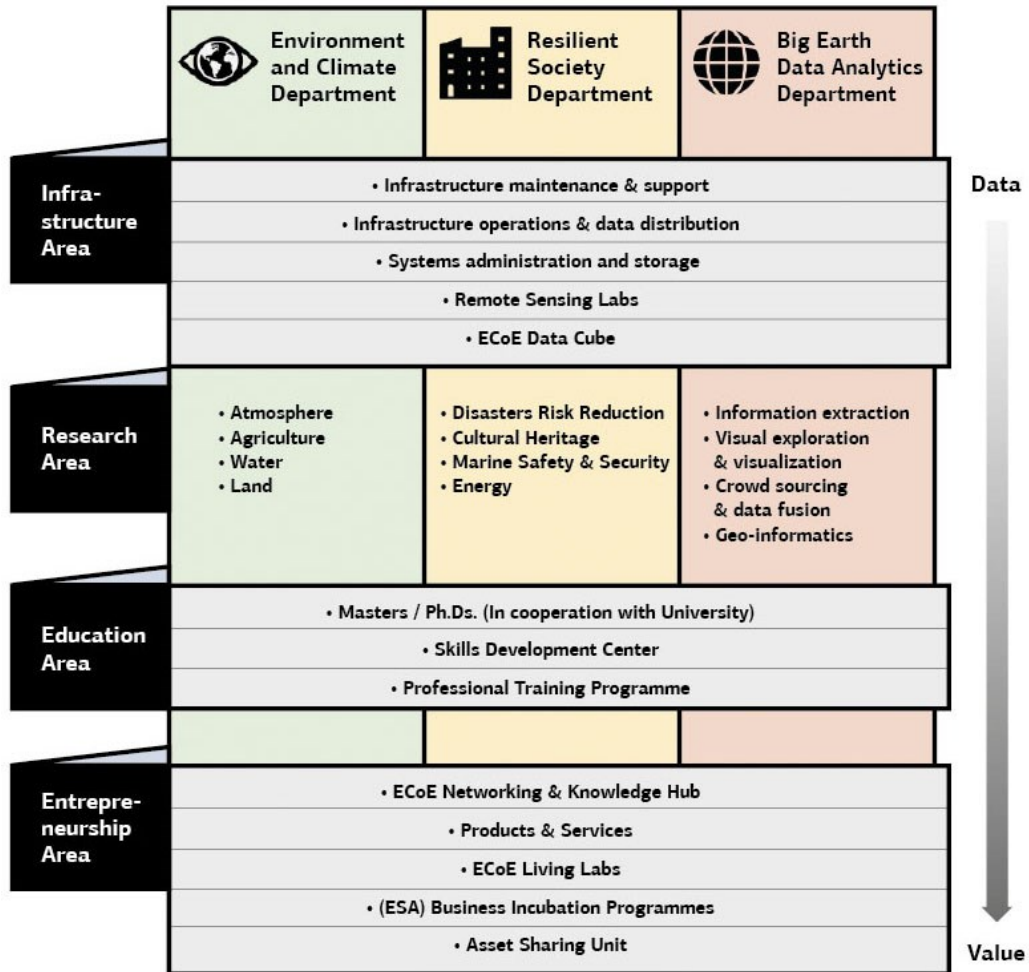 Environment
and Climate
Department
Resilient
Society
Department
Big Earth
Data Analytics
Department
Infra-
structure
Area
• Infrastructure maintenance & support
• Infrastructure operations & data distribution
• Systems administration and storage
• Remote Sensing Labs
• ECoE Data Cube
Data
Research
Area
• Atmosphere
• Agriculture
• Water
• Land
• Disasters Risk Reduction
• Cultural Heritage
• Marine Safety & Security
• Energy
• Information extraction
• Visual exploration
& visualization
• Crowd sourcing
& data fusion
• Geo-informatics
Education
Area
• Masters / Ph.Ds. (In cooperation with University)
• Skills Development Center
• Professional Training Programme
Entrepre-
neurship
Area
• ECoE Networking & Knowledge Hub
• Products & Services
• ECoE Living Labs
• (ESA) Business Incubation Programmes
• Asset Sharing Unit
Value